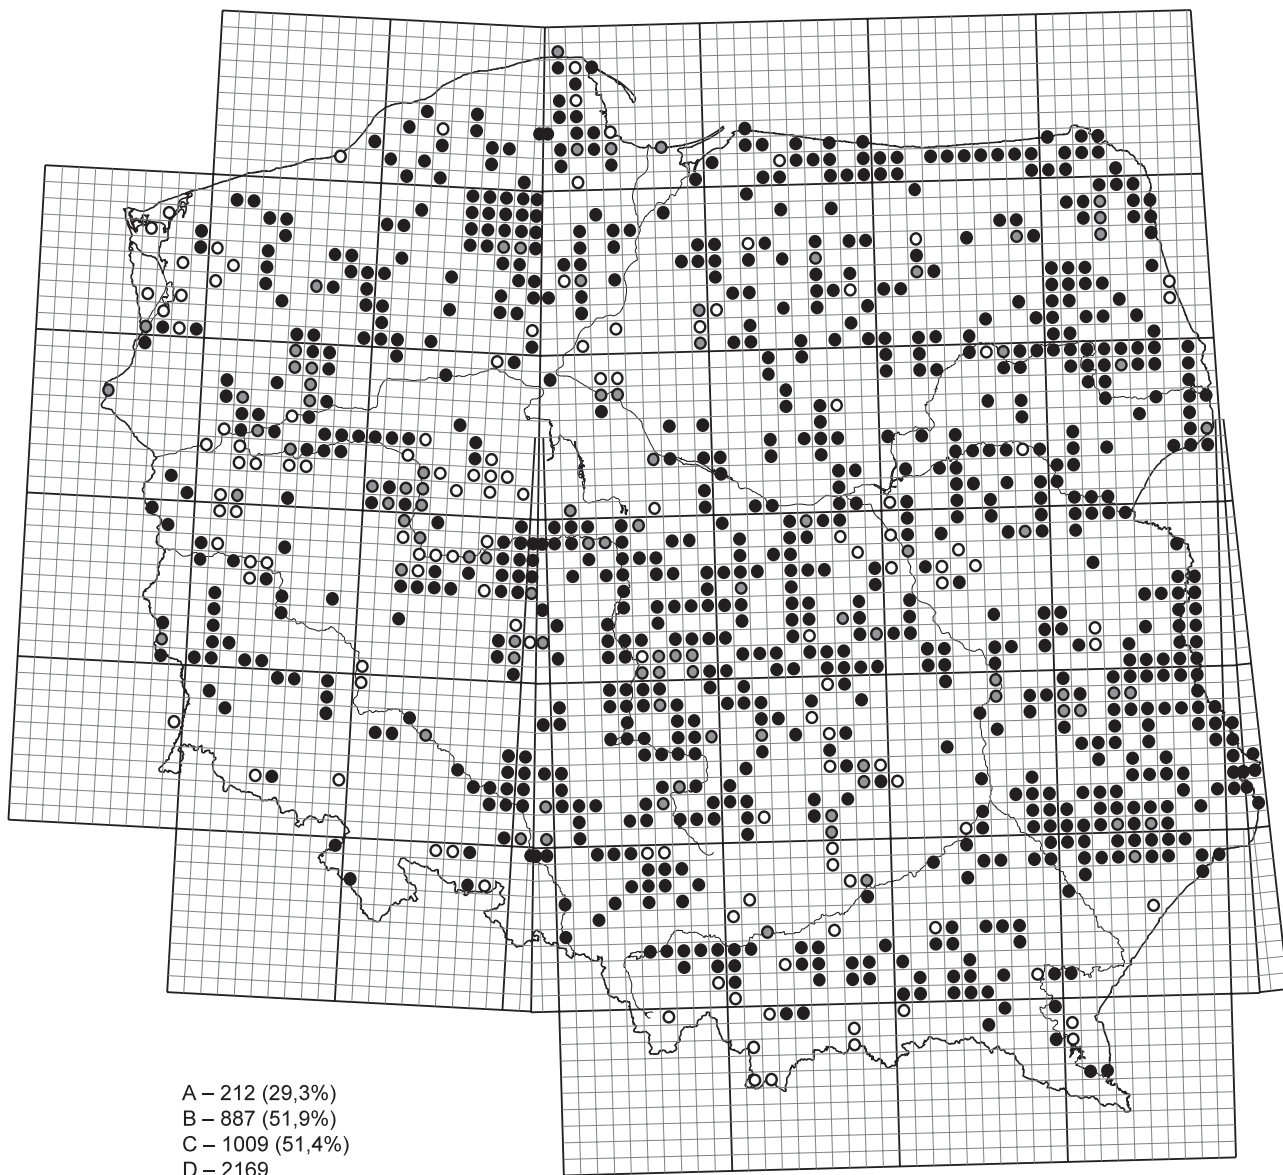 A – 212 (29,3%)
B – 887 (51,9%)
C – 1009 (51,4%)
D – 2169